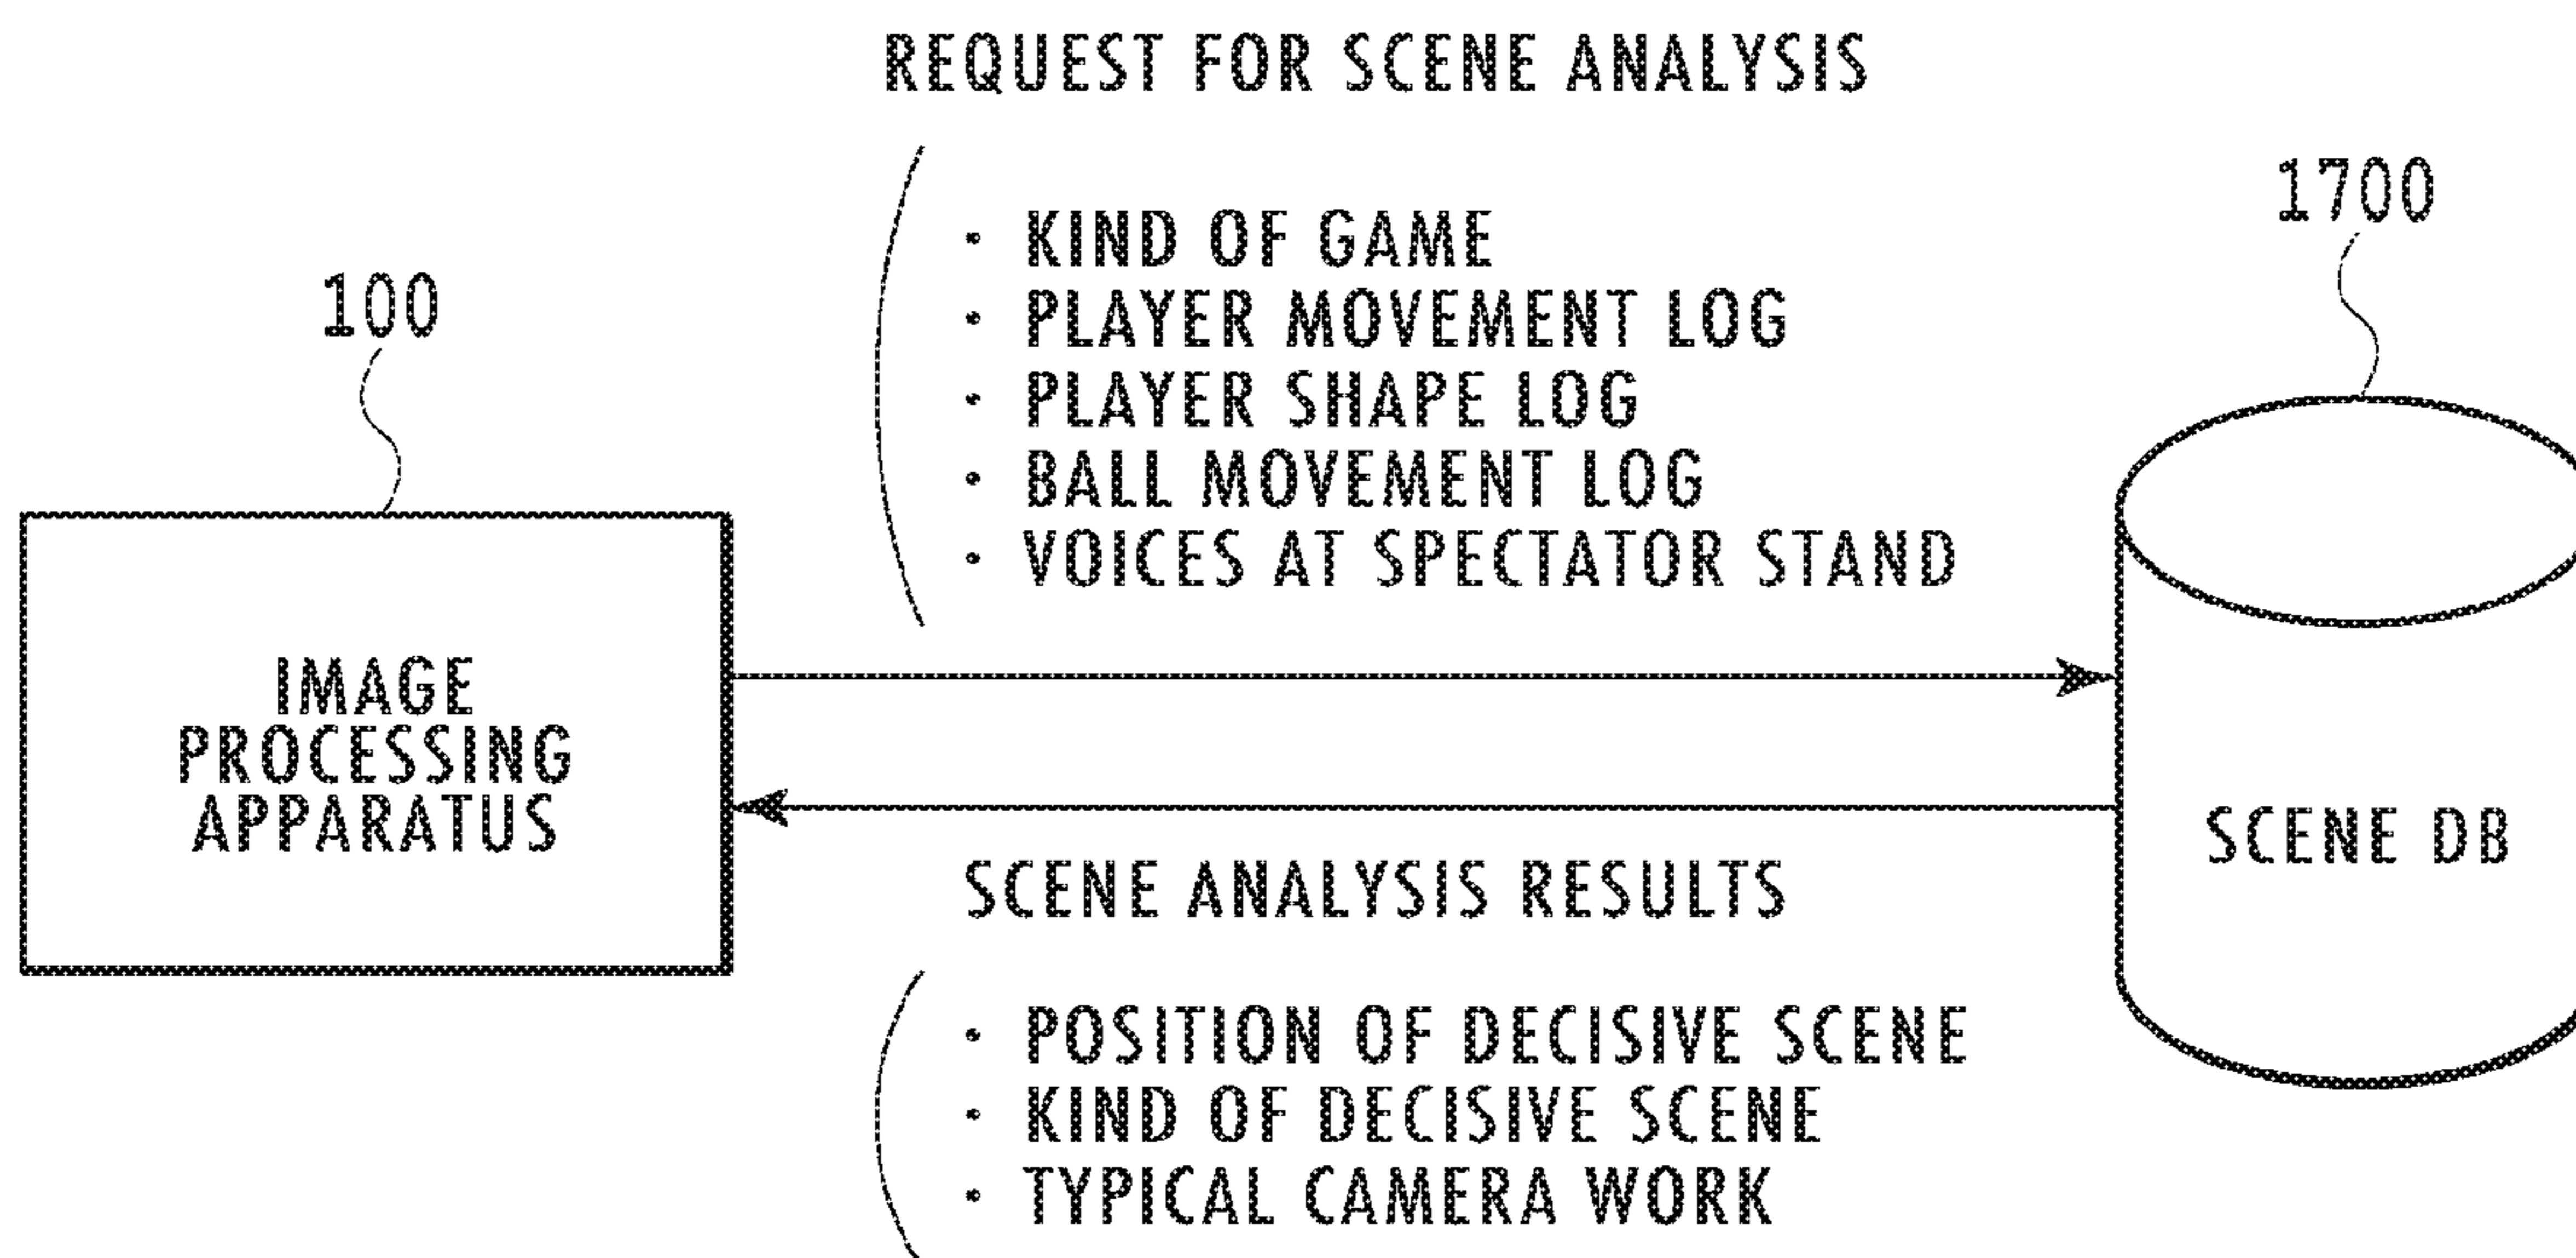 REQUEST FOR SCENE ANALYSIS
1700
· KIND OF GAME
100
· PLAYER MOVEMENT LOG
· PLAYER SHAPE LOG
· BALL MOVEMENT LOG
· VOICES AT SPECTATOR STAND
IMAGE
PROCESSING
APPARATUS
SCENE DB
SCENE ANALYSIS RESULTS
· POSITION OF DECISIVE SCENE
· KIND OF DECISIVE SCENE
· TYPICAL CAMERA WORK